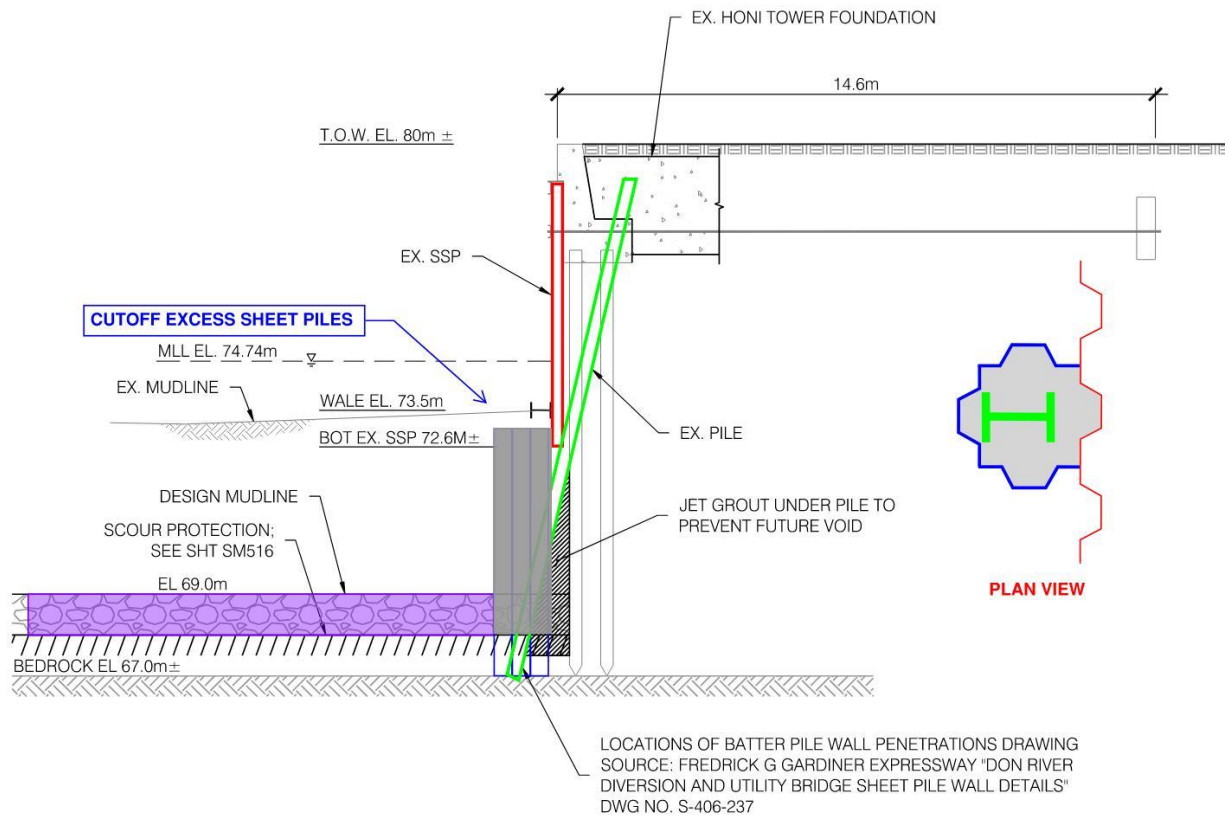 EX. HONI TOWER FOUNDATION
14.6m
T.O.W. EL. 80m ±
EX. SSP
CUTOFF EXCESS SHEET PILES
MLL EL. 74.74m
EX. MUDLINE
WALE EL. 73.5m
BOT EX. SSP 72.6M±
EX. PILE
DESIGN MUDLINE
SCOUR PROTECTION;
SEE SHT SM516
JET GROUT UNDER PILE TO
PREVENT FUTURE VOID
EL 69.0m
PLAN VIEW
BEDROCK EL 67.0m±
LOCATIONS OF BATTER PILE WALL PENETRATIONS DRAWING
SOURCE: FREDRICK G GARDINER EXPRESSWAY "DON RIVER
DIVERSION AND UTILITY BRIDGE SHEET PILE WALL DETAILS"
DWG NO. S-406-237